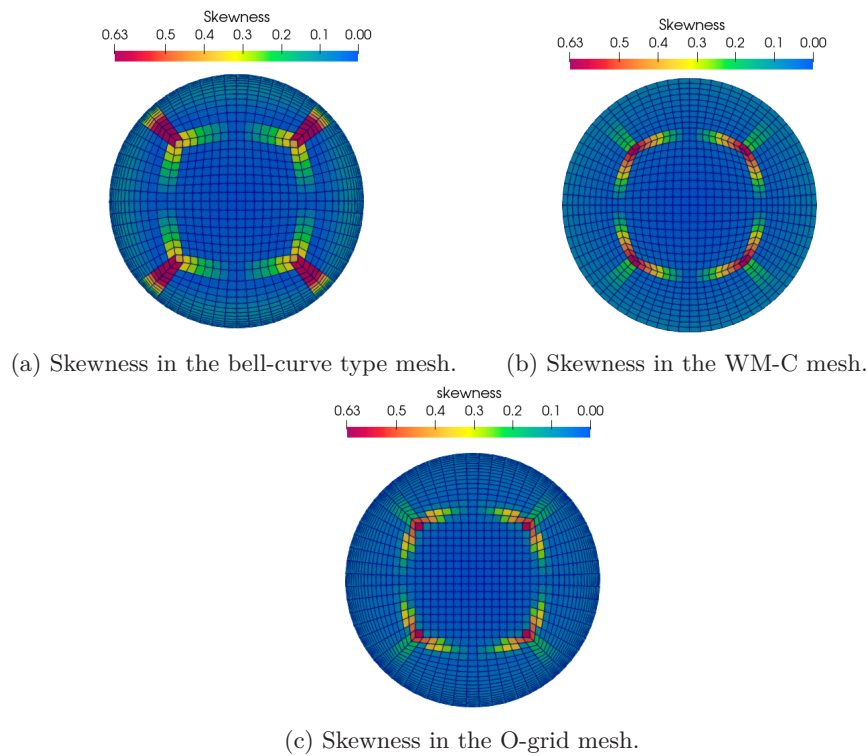 Skewness
0.63 0.5 0.4 0.3 0.2 0.1 0.00
Skewness
0.63 0.5 0.4 0.3 0.2 0.1 0.00
(a) Skewness in the bell-curve type mesh.
(b) Skewness in the WM-C mesh.
skewness
0.63 0.5 0.4 0.3 0.2 0.1 0.00
(c) Skewness in the O-grid mesh.